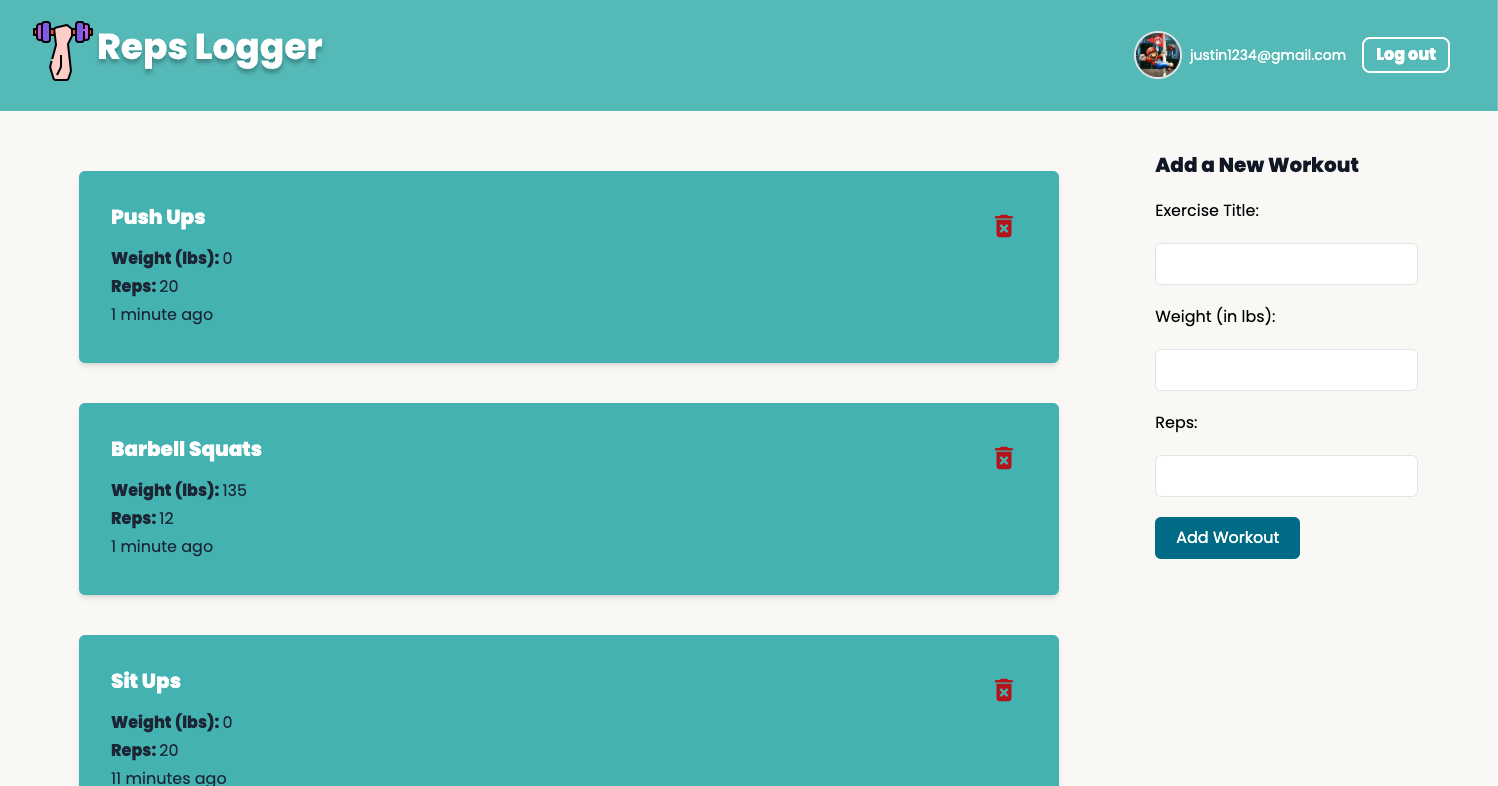 Reps Logger
justin1234@gmail.com
Log out
Push Ups
Weight (lbs): 0
Reps: 20
1 minute ago
Barbell Squats
Weight (lbs): 135
Reps: 12
1 minute ago
Sit Ups
Weight (lbs): 0
Reps: 20
11 minutes ago
Add a New Workout
Exercise Title:
Weight (in lbs):
Reps:
Add Workout